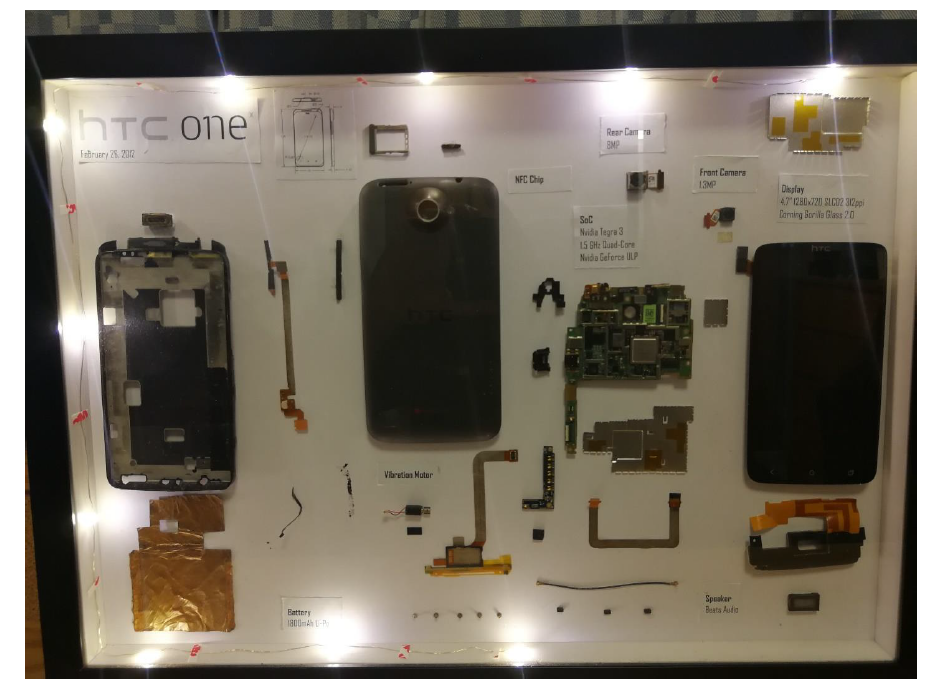 hTC one
February 26, 2012
Rear Camera
8MP
NFC Chip
Front Camera
1.3MP
Display
4.7" 1280x720 SLCD2 312ppi
Corning Gorilla Glass 2.0
SoC
Nvidia Tegra 3
1.5 GHz Quad-Core
Nvidia GeForce ULP
hTC
hTC
Vibration Motor
Battery
1800mAh Li-Po
Speaker
Beats Audio